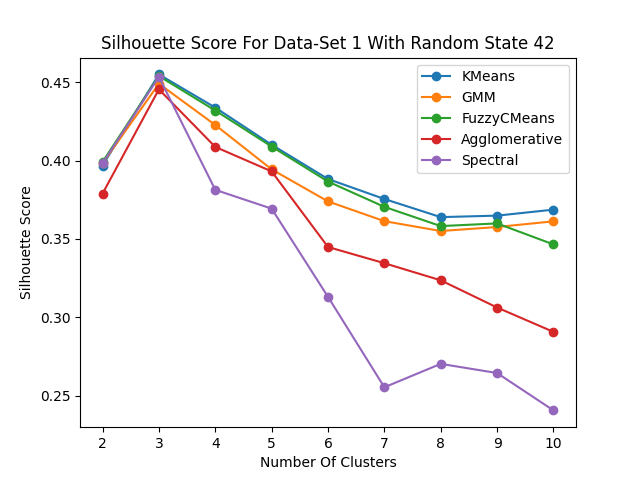 Silhouette Score For Data-Set 1 With Random State 42
KMeans
GMM
FuzzyCMeans
Agglomerative
Spectral
0.45
0.40
0.35
0.30
0.25
Silhouette Score
2 3 4 5 6 7 8 9 10
Number Of Clusters